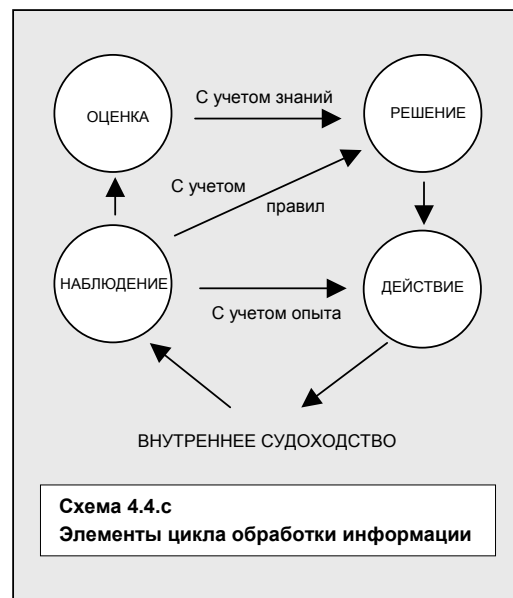 С учетом знаний
ОЦЕНКА
РЕШЕНИЕ
С учетом
правил
НАБЛЮДЕНИЕ
ДЕЙСТВИЕ
С учетом опыта
ВНУТРЕННЕЕ СУДОХОДСТВО
Схема 4.4.с
Элементы цикла обработки информации